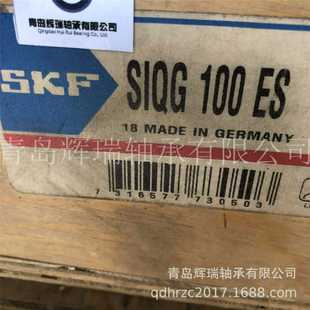 青岛辉瑞轴承有限公司
Qingdao Hui Rui Bearing Co., Ltd
SKF
SIQG 100 ES
18 MADE IN GERMANY
青岛辉瑞轴承有限公司
7 316577 730503
青岛辉瑞轴承有限公司
qdhrzc2017.1688.com